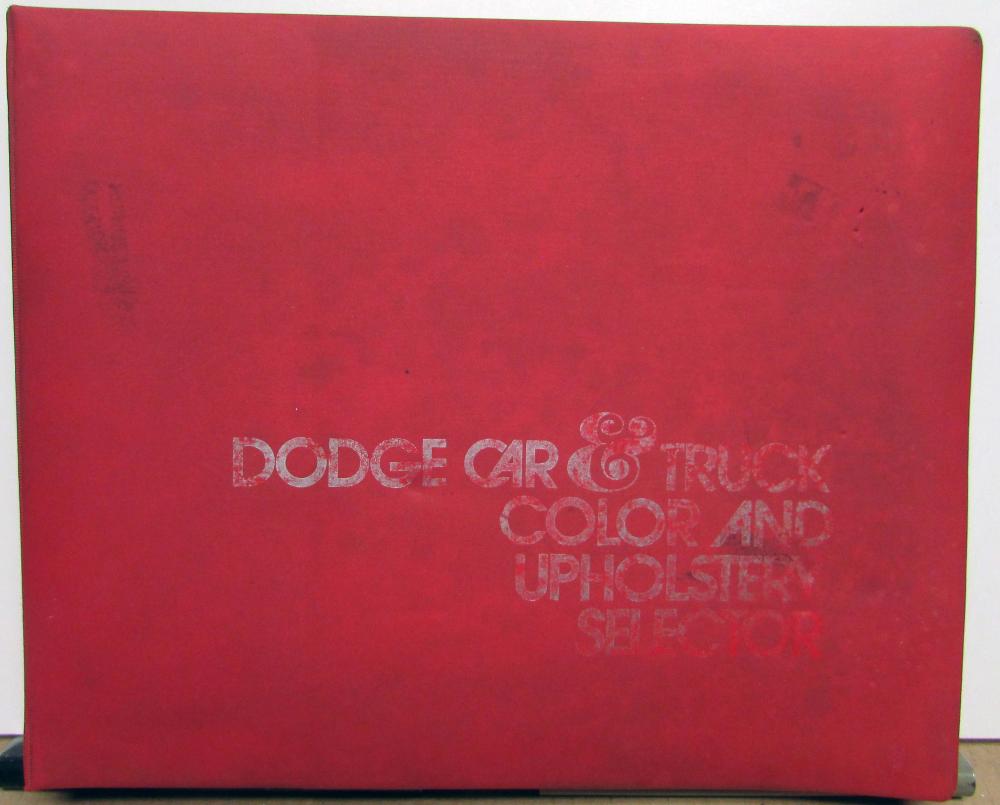 DODGE CAR & TRUCK
COLOR AND
UPHOLSTERY
SELECTOR